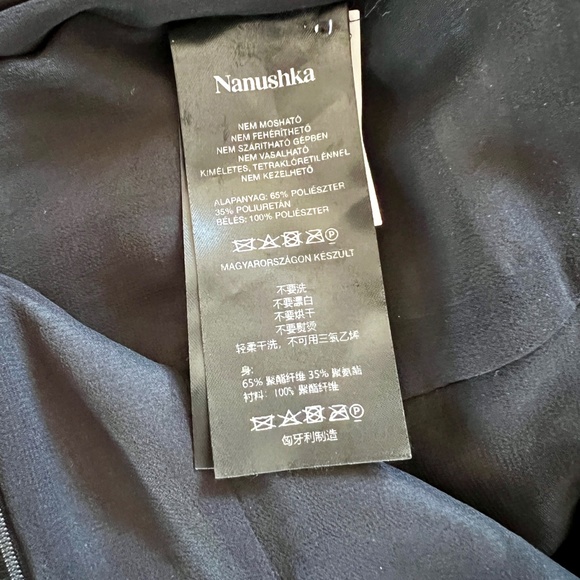 Nanushka
NEM MOSHATÓ
NEM FEHÉRÍTHETŐ
NEM SZÁRÍTHATÓ GÉPBEN
NEM VASALHATÓ
KIMÉLETES, TETRAKLÓRETILÉNNEL
NEM KEZELHETŐ
ALAPANYAG: 65% POLIÉSZTER
35% POLIURETÁN
BÉLÉS: 100% POLIÉSZTER
MAGYARORSZÁGON KÉSZULT
不要洗
不要漂白
不要烘干
不要熨烫
轻柔干洗，不可用三氯乙烯
身:
65% 聚酯纤维 35% 聚氨酯
衬料: 100% 聚酯纤维
匈牙利制造